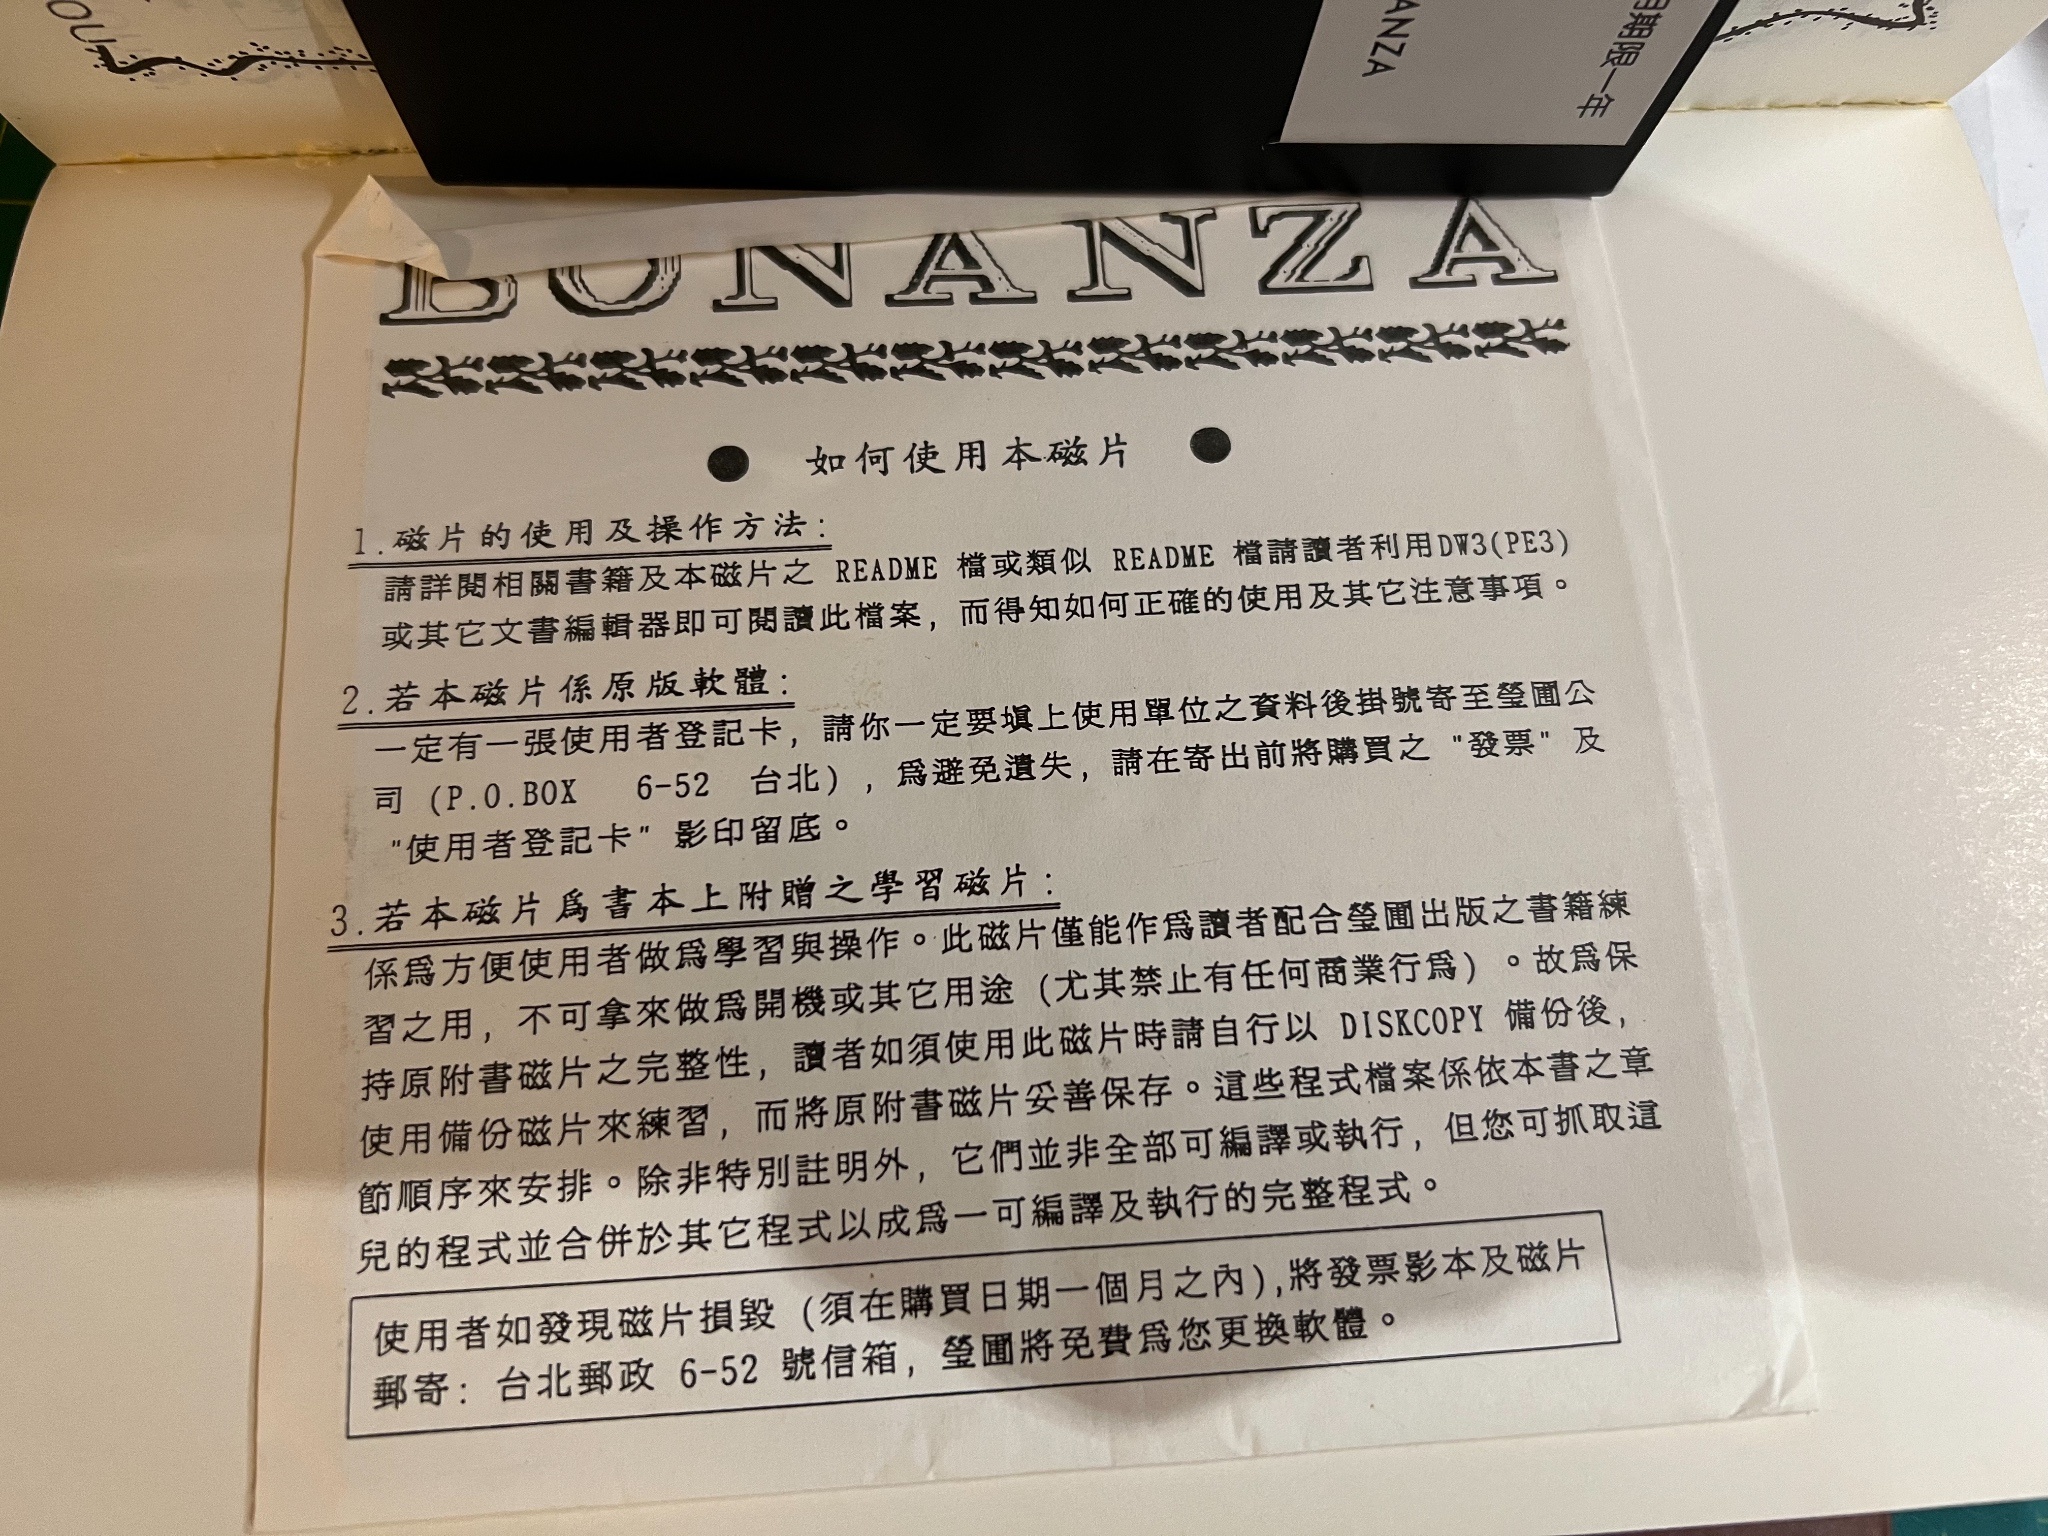 OU
ANZA
用期限一年
BONANZA
● 如何使用本磁片 ●
1.磁片的使用及操作方法:
請詳閱相關書籍及本磁片之 README 檔或類似 README 檔請讀者利用DW3(PE3)
或其它文書編輯器即可閱讀此檔案, 而得知如何正確的使用及其它注意事項。
2.若本磁片係原版軟體:
一定有一張使用者登記卡, 請你一定要填上使用單位之資料後掛號寄至瑩圃公
司 (P.O.BOX 6-52 台北) , 爲避免遺失, 請在寄出前將購買之 "發票" 及
"使用者登記卡" 影印留底。
3.若本磁片爲書本上附贈之學習磁片:
係爲方便使用者做爲學習與操作。此磁片僅能作爲讀者配合瑩圃出版之書籍練
習之用, 不可拿來做爲開機或其它用途 (尤其禁止有任何商業行爲) 。故爲保
持原附書磁片之完整性, 讀者如須使用此磁片時請自行以 DISKCOPY 備份後,
使用備份磁片來練習, 而將原附書磁片妥善保存。這些程式檔案係依本書之章
節順序來安排。除非特別註明外, 它們並非全部可編譯或執行, 但您可抓取這
兒的程式並合併於其它程式以成爲一可編譯及執行的完整程式。
使用者如發現磁片損毀 (須在購買日期一個月之內),將發票影本及磁片
郵寄: 台北郵政 6-52 號信箱, 瑩圃將免費爲您更換軟體。